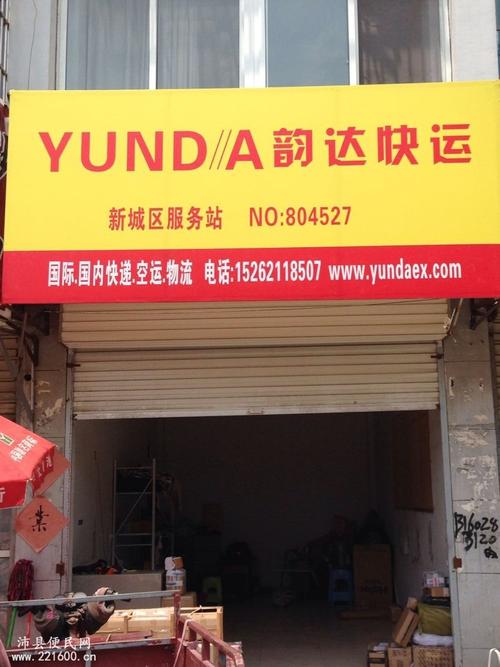 YUND//A 韵达快运
新城区服务站 NO:804527
国际.国内快递.空运.物流 电话:15262118507 www.yundaex.com
業
沛县便民网
www.221600.cn